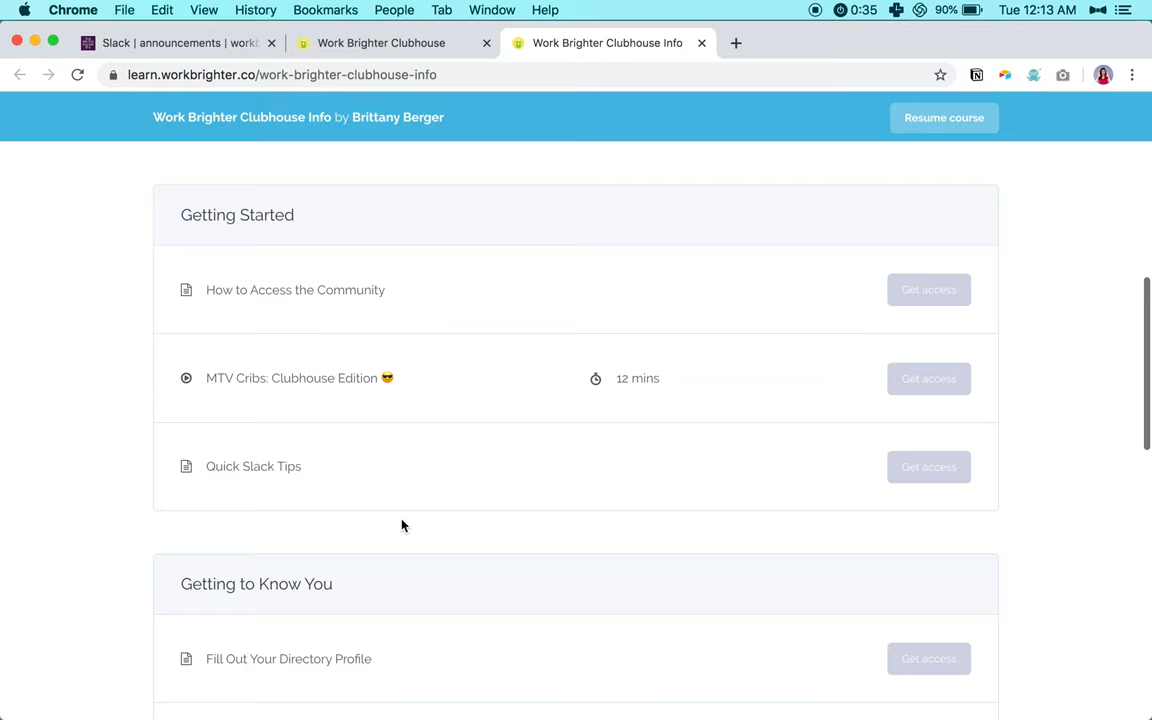 Chrome File Edit View History Bookmarks People Tab Window Help 0:35 90% Tue 12:13 AM
Slack | announcements | work Work Brighter Clubhouse Work Brighter Clubhouse Info
learn.workbrighter.co/work-brighter-clubhouse-info
Work Brighter Clubhouse Info by Brittany Berger Resume course
Getting Started
How to Access the Community Get access
MTV Cribs: Clubhouse Edition 😎 12 mins Get access
Quick Slack Tips Get access
Getting to Know You
Fill Out Your Directory Profile Get access